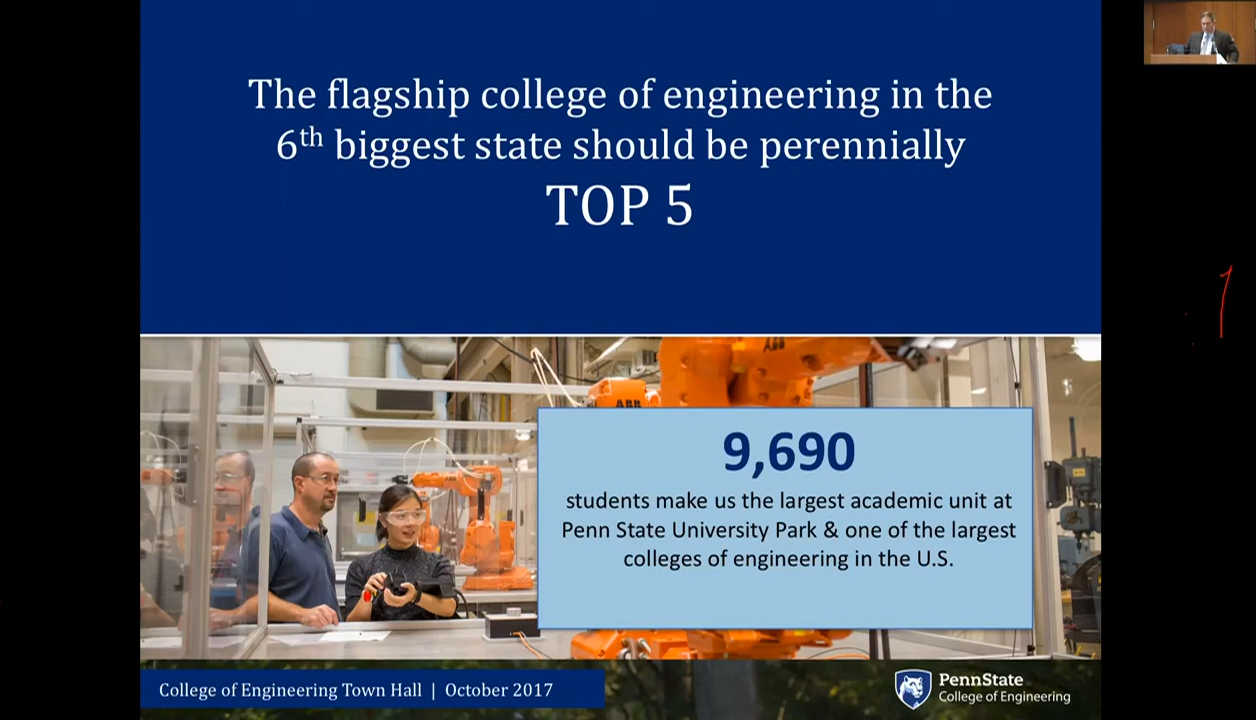 The flagship college of engineering in the
6th biggest state should be perennially
TOP 5
ABB
ABB
9,690
students make us the largest academic unit at
Penn State University Park & one of the largest
colleges of engineering in the U.S.
College of Engineering Town Hall | October 2017
PennState
College of Engineering